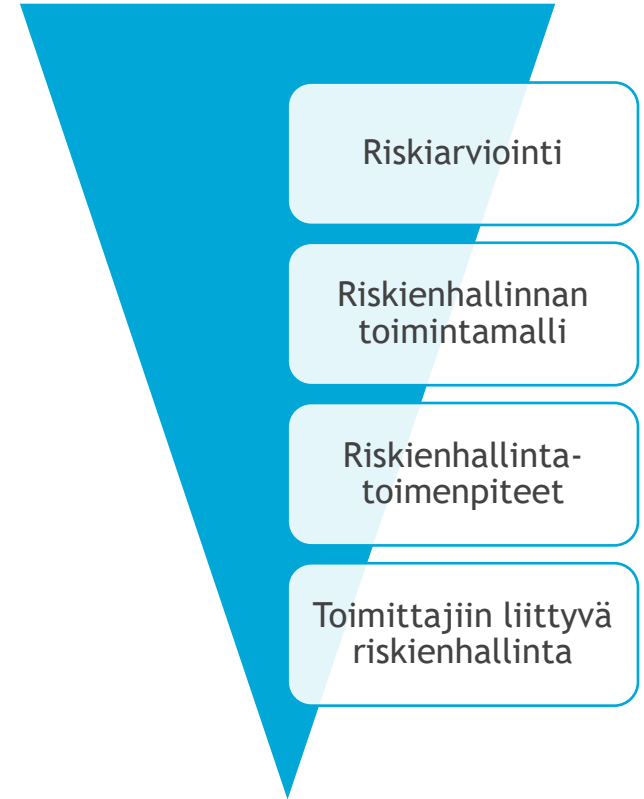 Riskiarviointi
Riskienhallinnan
toimintamalli
Riskienhallinta-
toimenpiteet
Toimittajiin liittyvä
riskienhallinta